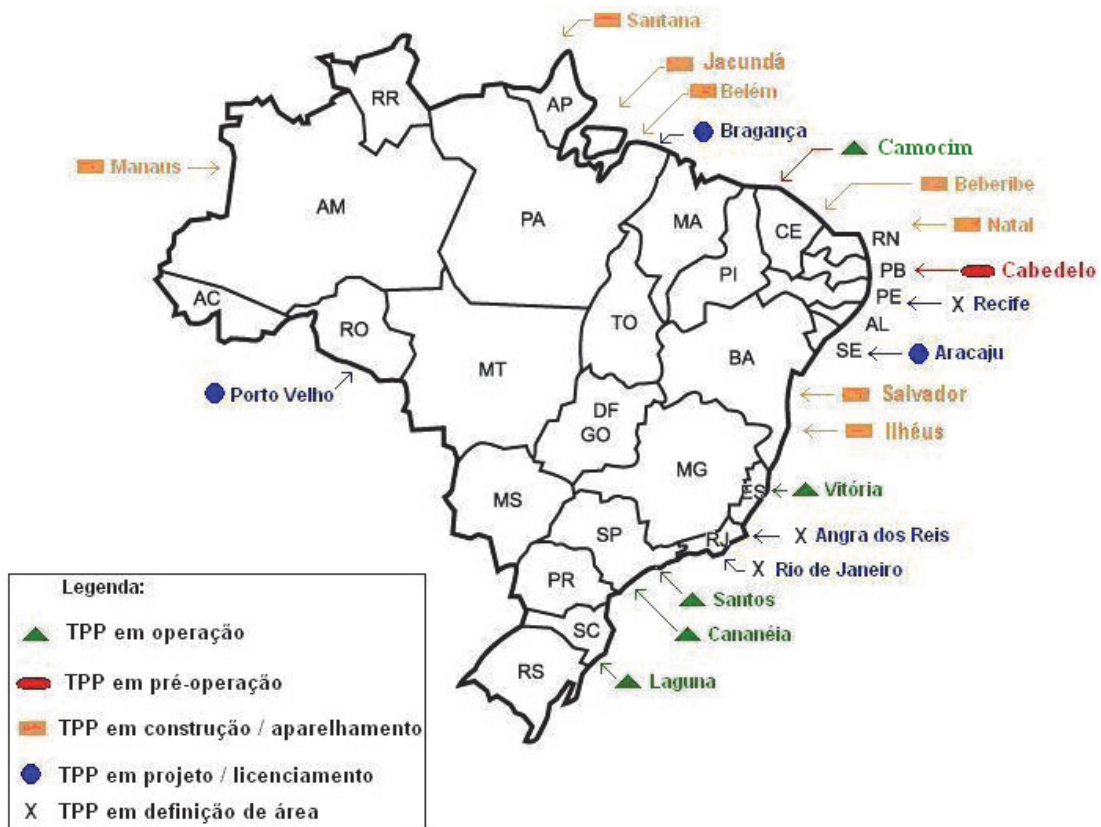 Santana
Jacundá
Belém
Bragança
Camocim
Manaus
Beberibe
Natal
Cabedelo
Recife
Aracaju
Porto Velho
Salvador
Ilhéus
Vitória
X Angra dos Reis
X Rio de Janeiro
Santos
Cananéia
Laguna
X
RR
AP
AM
PA
MA
CE
RN
PB
PE
AL
SE
PI
AC
RO
TO
BA
MT
DF
GO
MG
ES
MS
SP
RJ
PR
SC
RS
Legenda:
TPP em operação
TPP em pré-operação
TPP em construção / aparelhamento
TPP em projeto / licenciamento
X TPP em definição de área